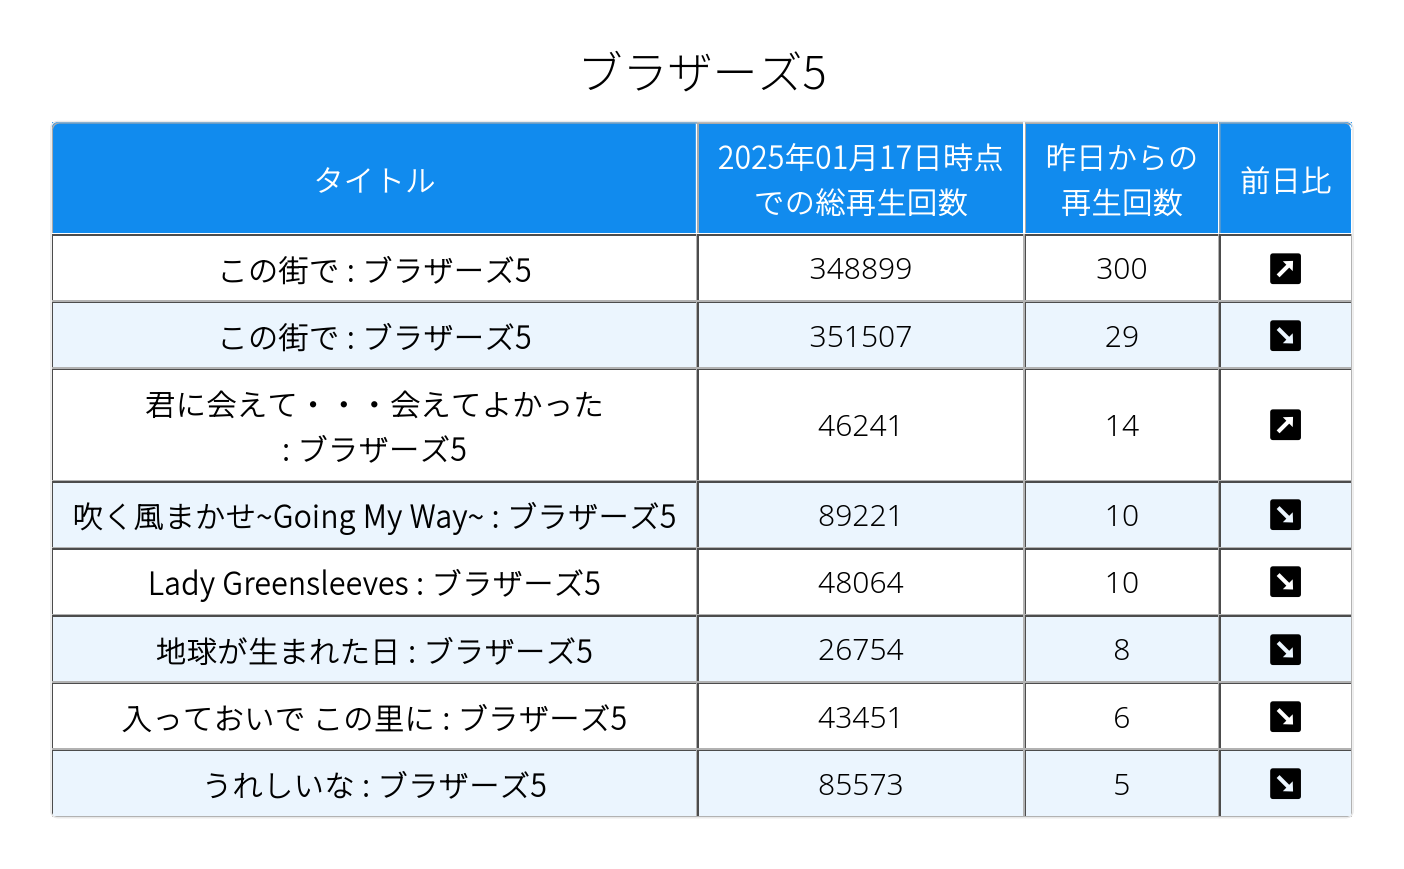 ブラザーズ5
タイトル
2025年01月17日時点
での総再生回数
昨日からの
再生回数
前日比
この街で : ブラザーズ5
348899
300
↗
この街で : ブラザーズ5
351507
29
↘
君に会えて・・・会えてよかった
: ブラザーズ5
46241
14
↗
吹く風まかせ~Going My Way~ : ブラザーズ5
89221
10
↘
Lady Greensleeves : ブラザーズ5
48064
10
↘
地球が生まれた日 : ブラザーズ5
26754
8
↘
入っておいで この里に : ブラザーズ5
43451
6
↘
うれしいな : ブラザーズ5
85573
5
↘